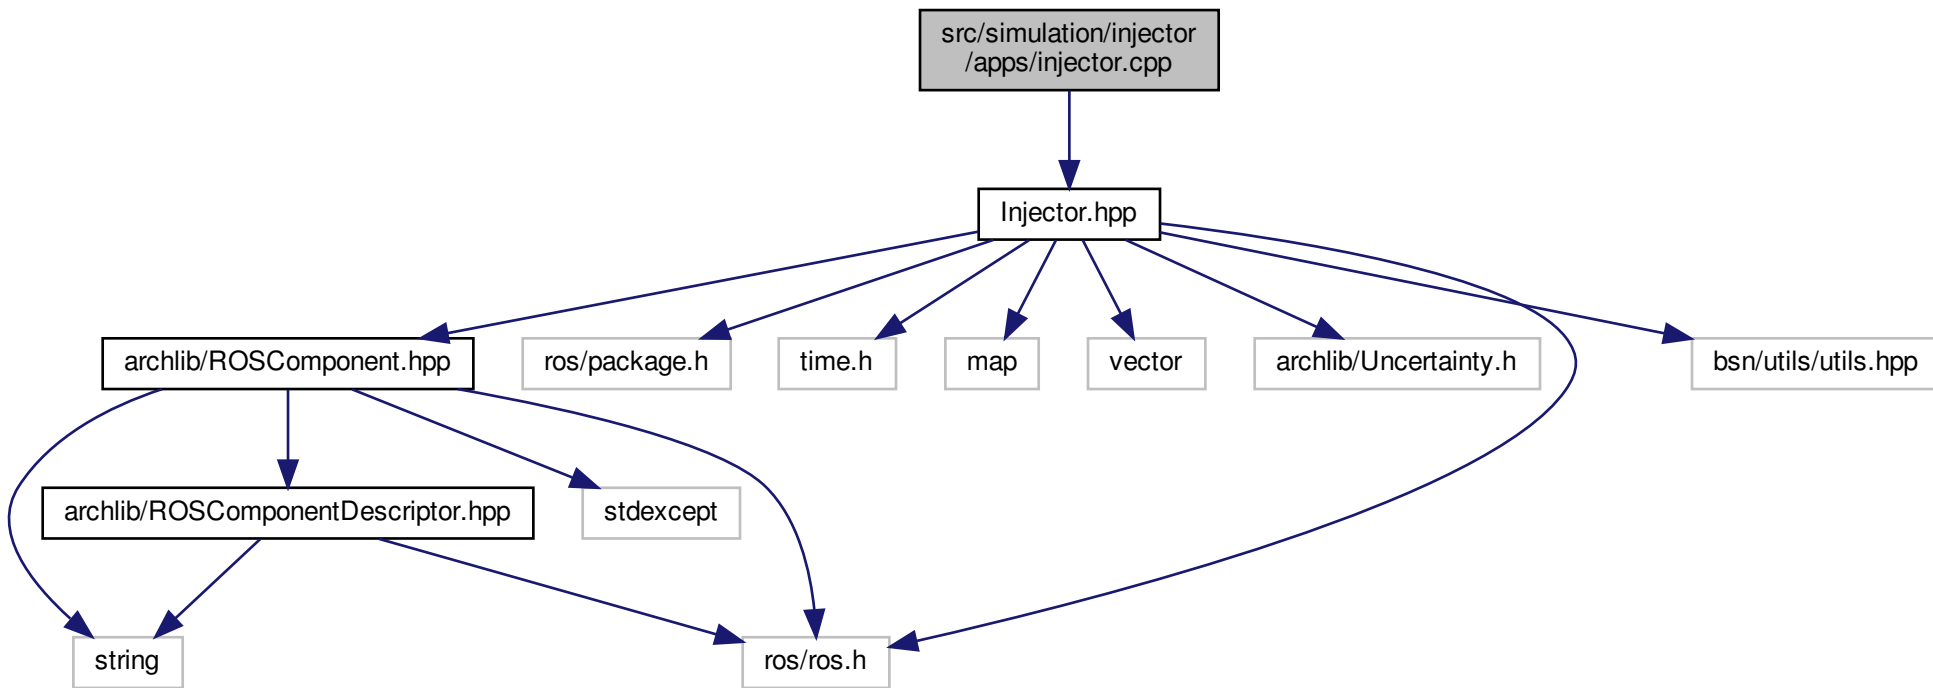 src/simulation/injector
/apps/injector.cpp
Injector.hpp
archlib/ROSComponent.hpp
ros/package.h
time.h
map
vector
archlib/Uncertainty.h
bsn/utils/utils.hpp
archlib/ROSComponentDescriptor.hpp
stdexcept
string
ros/ros.h